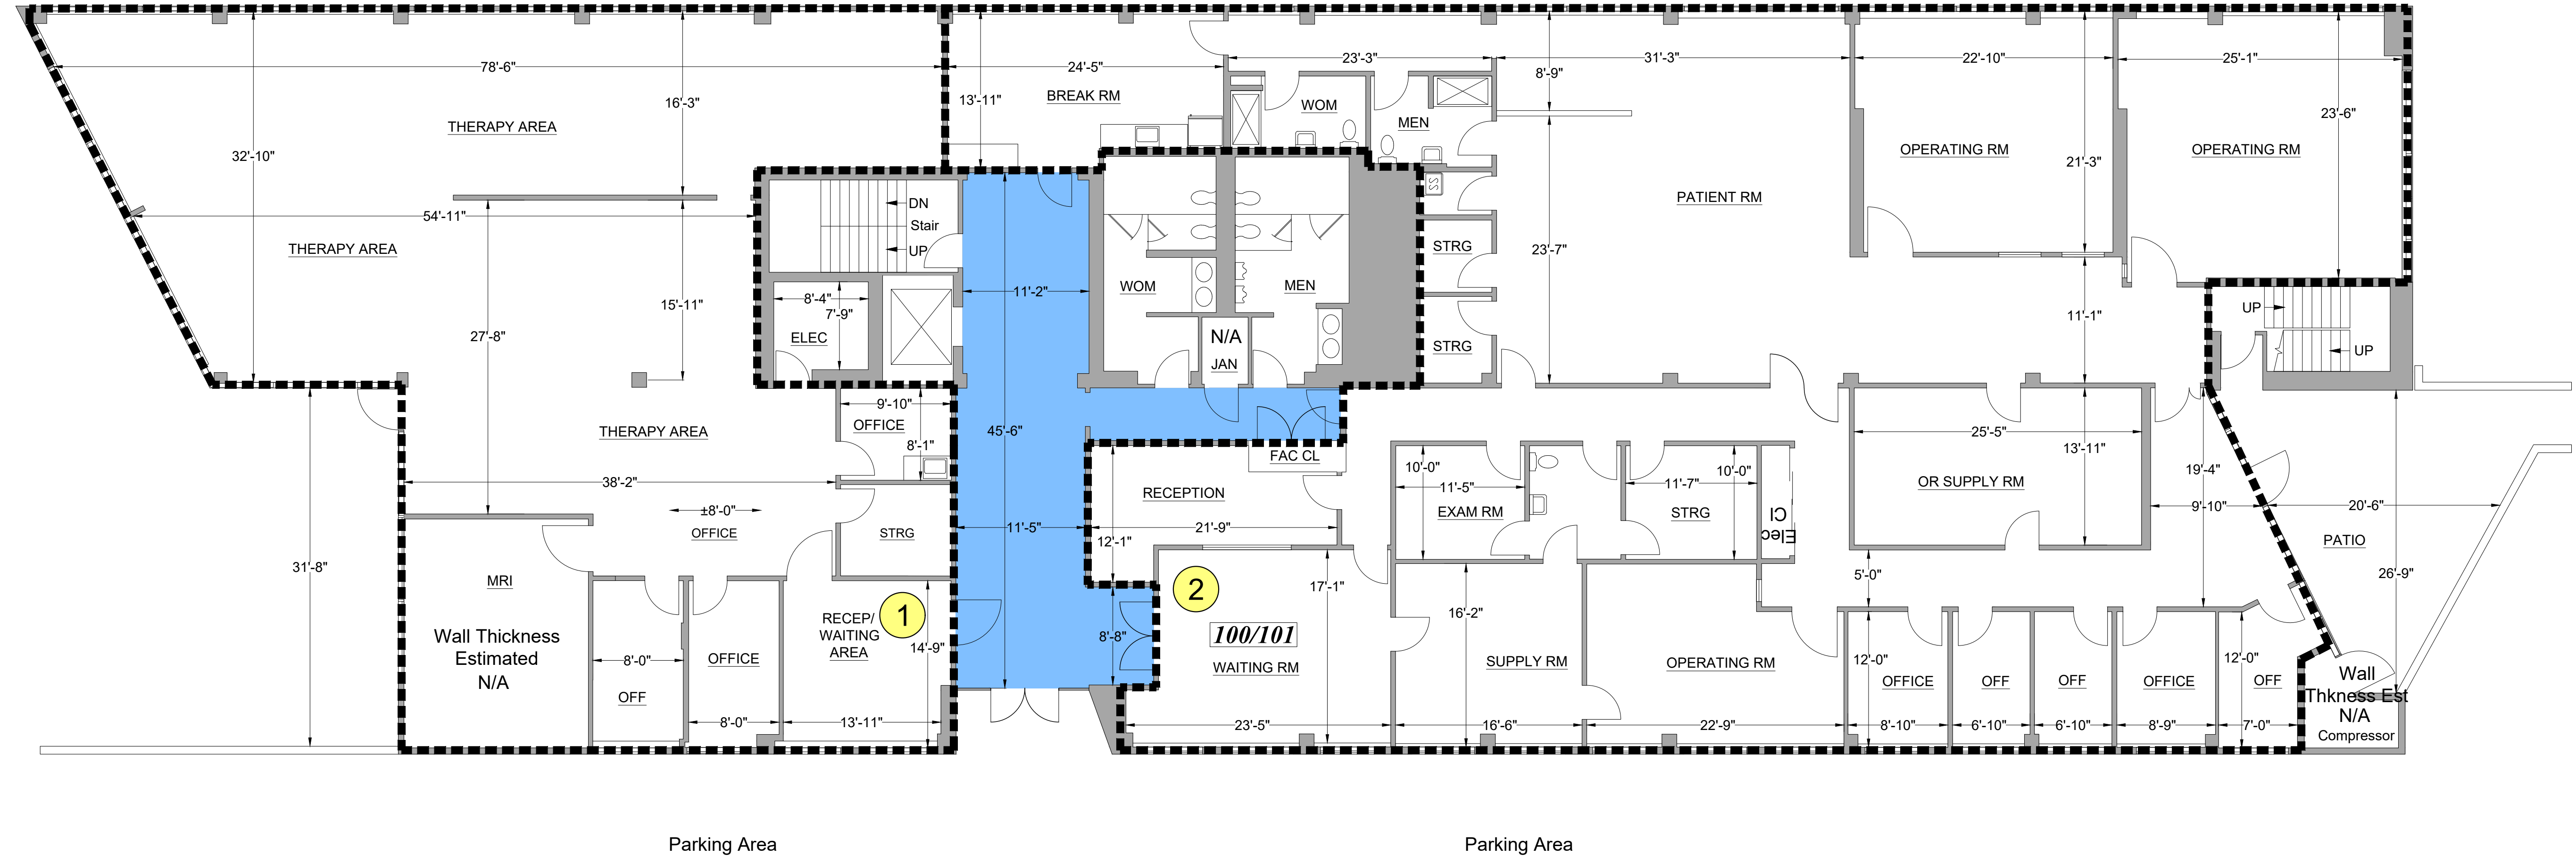 78'-6"
24'-5"
23'-3"
31'-3"
22'-10"
25'-1"
16'-3"
13'-11"
BREAK RM
8'-9"
WOM
MEN
23'-6"
THERAPY AREA
32'-10"
OPERATING RM
OPERATING RM
21'-3"
PATIENT RM
54'-11"
DN
Stair
UP
THERAPY AREA
STRG
23'-7"
11'-2"
WOM
MEN
8'-4"
7'-9"
15'-11"
UP
11'-1"
27'-8"
ELEC
N/A
JAN
STRG
UP
9'-10"
OFFICE
8'-1"
THERAPY AREA
45'-6"
25'-5"
13'-11"
FAC CL
10'-0"
11'-5"
EXAM RM
10'-0"
11'-7"
STRG
Elec
Cl
19'-4"
OR SUPPLY RM
38'-2"
RECEPTION
±8'-0"
OFFICE
STRG
11'-5"
21'-9"
12'-1"
9'-10"
20'-6"
PATIO
31'-8"
MRI
17'-1"
5'-0"
26'-9"
1
2
RECEP/
WAITING
AREA
14'-9"
8'-8"
16'-2"
100/101
WAITING RM
Wall Thickness
Estimated
N/A
8'-0"
OFF
OFFICE
SUPPLY RM
OPERATING RM
12'-0"
OFFICE
OFF
OFF
OFFICE
12'-0"
OFF
Wall
Thkness Est
N/A
Compressor
8'-0"
13'-11"
23'-5"
16'-6"
22'-9"
8'-10"
6'-10"
6'-10"
8'-9"
7'-0"
Parking Area
Parking Area